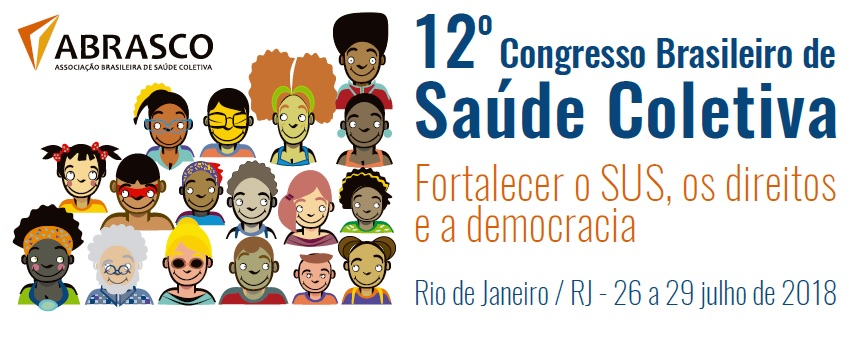 ABRASCO
ASSOCIAÇÃO BRASILEIRA DE SAÚDE COLETIVA
12º Congresso Brasileiro de
Saúde Coletiva
Fortalecer o SUS, os direitos
e a democracia
Rio de Janeiro / RJ - 26 a 29 julho de 2018